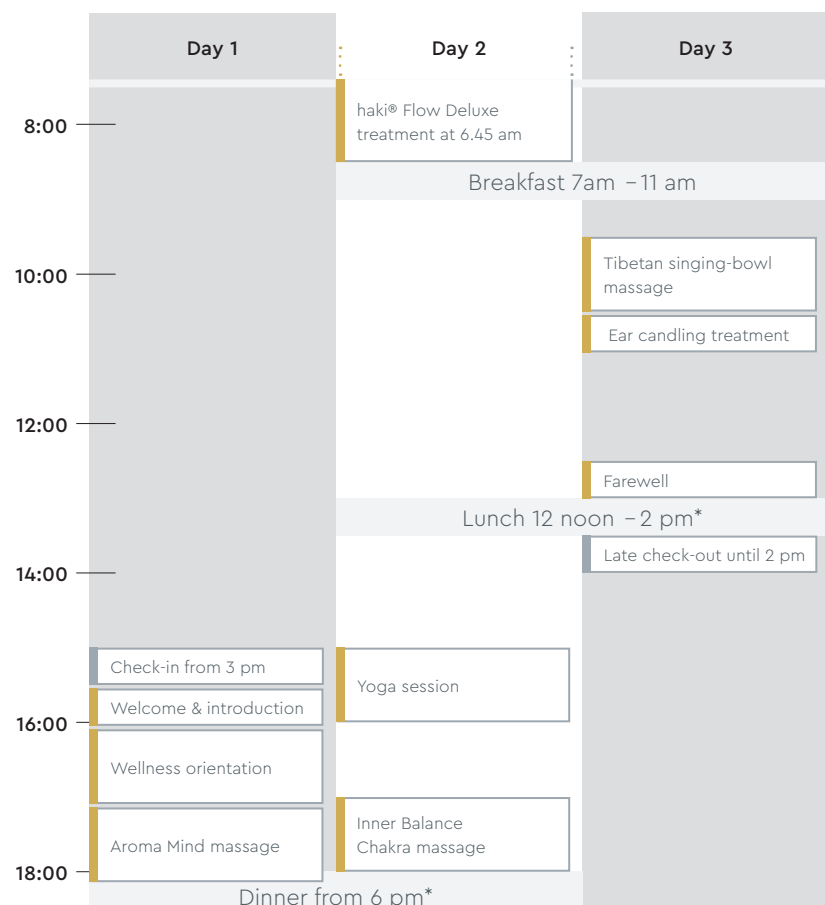 Day 1
Day 2
Day 3
8:00
haki® Flow Deluxe
treatment at 6.45 am
Breakfast 7am – 11 am
10:00
Tibetan singing-bowl
massage
Ear candling treatment
12:00
Farewell
Lunch 12 noon – 2 pm*
14:00
Late check-out until 2 pm
Check-in from 3 pm
Yoga session
Welcome & introduction
16:00
Wellness orientation
Aroma Mind massage
Inner Balance
Chakra massage
18:00
Dinner from 6 pm*